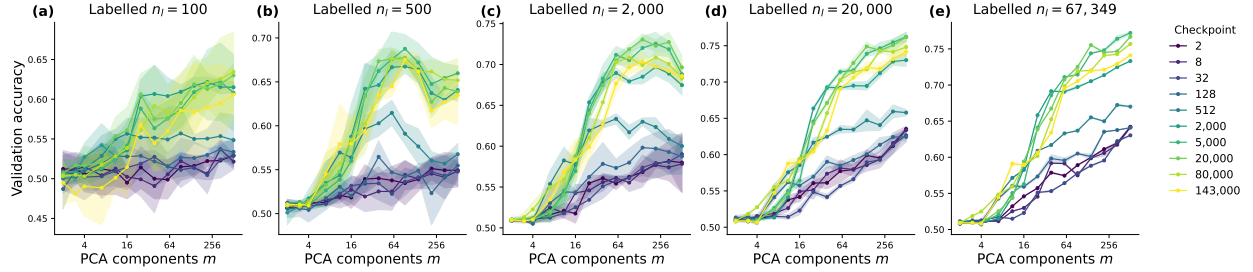 (a) Labelled nl = 100
(b) Labelled nl = 500
(c) Labelled nl = 2,000
(d) Labelled nl = 20,000
(e) Labelled nl = 67,349
Validation accuracy
0.65
0.60
0.55
0.50
0.45
4 16 64 256
PCA components m
0.70
0.65
0.60
0.55
0.50
4 16 64 256
PCA components m
0.75
0.70
0.65
0.60
0.55
0.50
4 16 64 256
PCA components m
0.75
0.70
0.65
0.60
0.55
0.50
4 16 64 256
PCA components m
0.75
0.70
0.65
0.60
0.55
0.50
4 16 64 256
PCA components m
Checkpoint
2
8
32
128
512
2,000
5,000
20,000
80,000
143,000